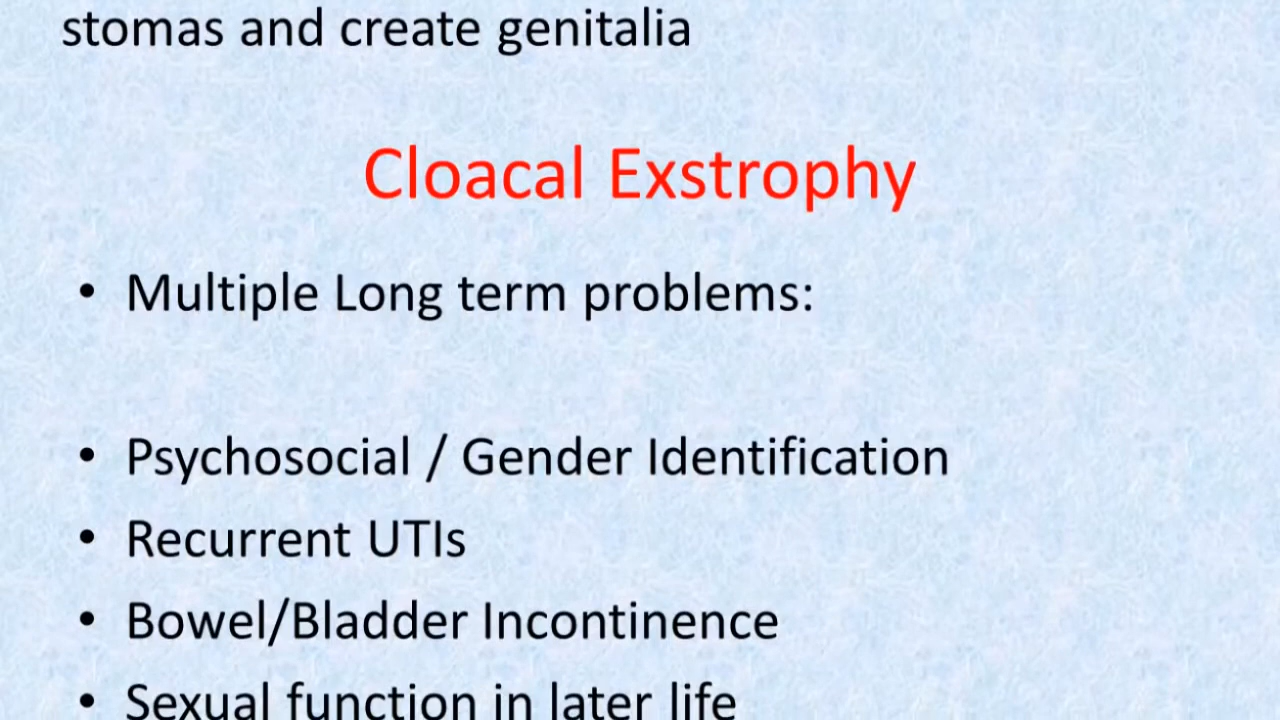 stomas and create genitalia
Cloacal Exstrophy
• Multiple Long term problems:
• Psychosocial / Gender Identification
• Recurrent UTIs
• Bowel/Bladder Incontinence
• Sexual function in later life